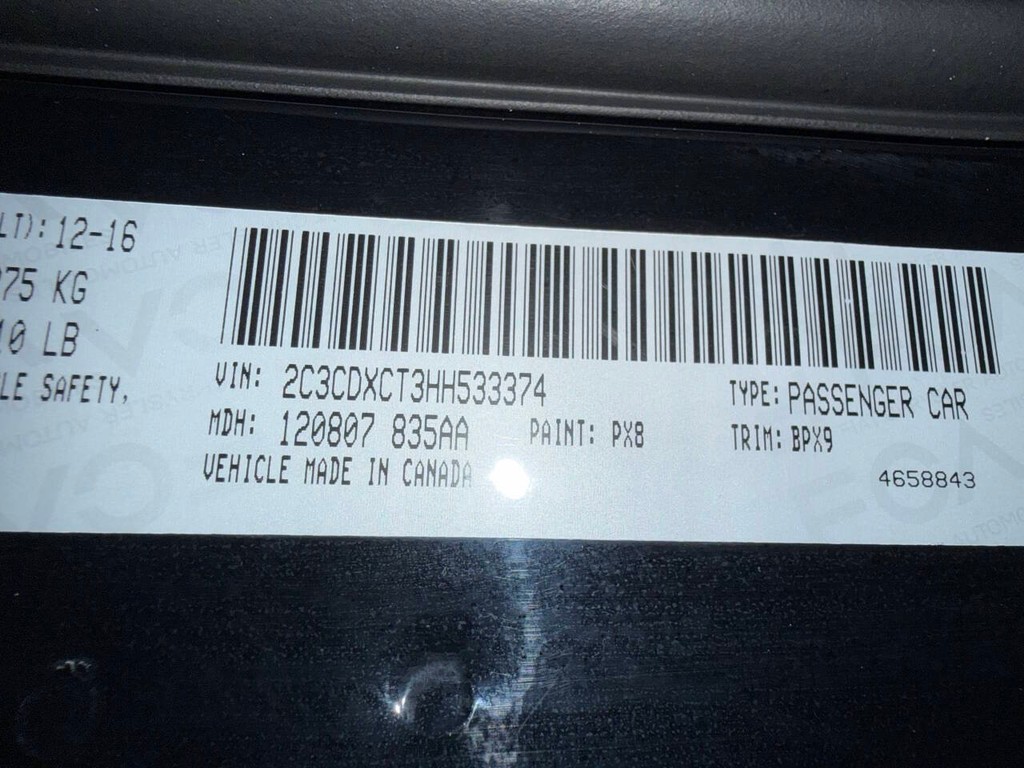 LT): 12-16
75 KG
10 LB
LE SAFETY,
VIN: 2C3CDXCT3HH533374
TYPE: PASSENGER CAR
MDH: 120807 835AA PAINT: PX8 TRIM: BPX9
VEHICLE MADE IN CANADA
4658843